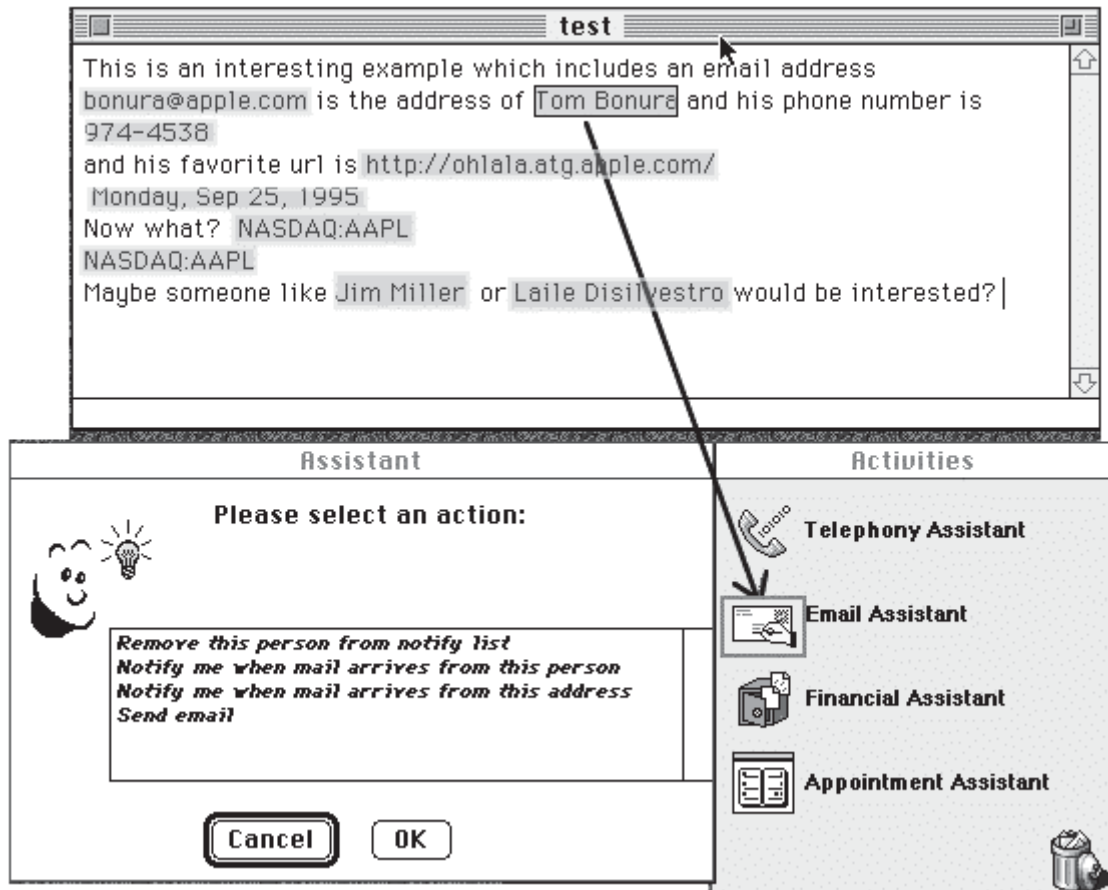 test
This is an interesting example which includes an email address
bonura@apple.com is the address of Tom Bonura and his phone number is
974-4538
and his favorite url is http://ohlala.atg.apple.com/
Monday, Sep 25, 1995
Now what? NASDAQ:AAPL
NASDAQ:AAPL
Maybe someone like Jim Miller or Laile Disilvestro would be interested?
Assistant
Please select an action:
Remove this person from notify list
Notify me when mail arrives from this person
Notify me when mail arrives from this address
Send email
Cancel OK
Activities
Telephony Assistant
Email Assistant
Financial Assistant
Appointment Assistant